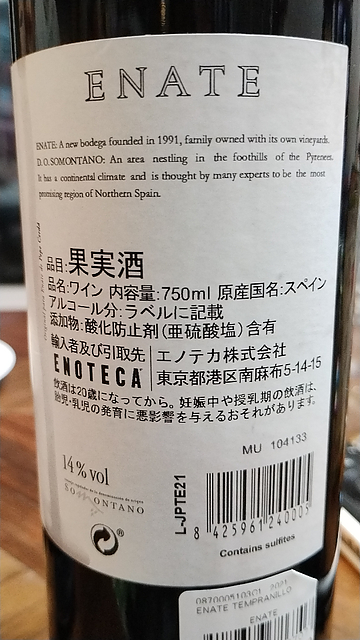 ENATE
ENATE: A new bodega founded in 1991, family owned with its own vineyards.
D. O. SOMONTANO: An area nestling in the foothills of the Pyrenees.
It has a continental climate and is thought by many experts to be the most
promising region of Northern Spain.
品目:果実酒
品名:ワイン 内容量:750ml 原産国名:スペイン
アルコール分:ラベルに記載
添加物:酸化防止剤(亜硫酸塩)含有
輸入者及び引取先
ENOTECA
エノテカ株式会社
東京都港区南麻布5-14-15
飲酒は20歳になってから。妊娠中や授乳期の飲酒は、
胎児・乳児の発育に悪影響を与えるおそれがあります。
MU 104133
14% vol
SOMONTANO
L-JPTE21
8 425961 240005
Contains sulfites
087000510301 2021
ENATE TEMPRANILLO
ENATE